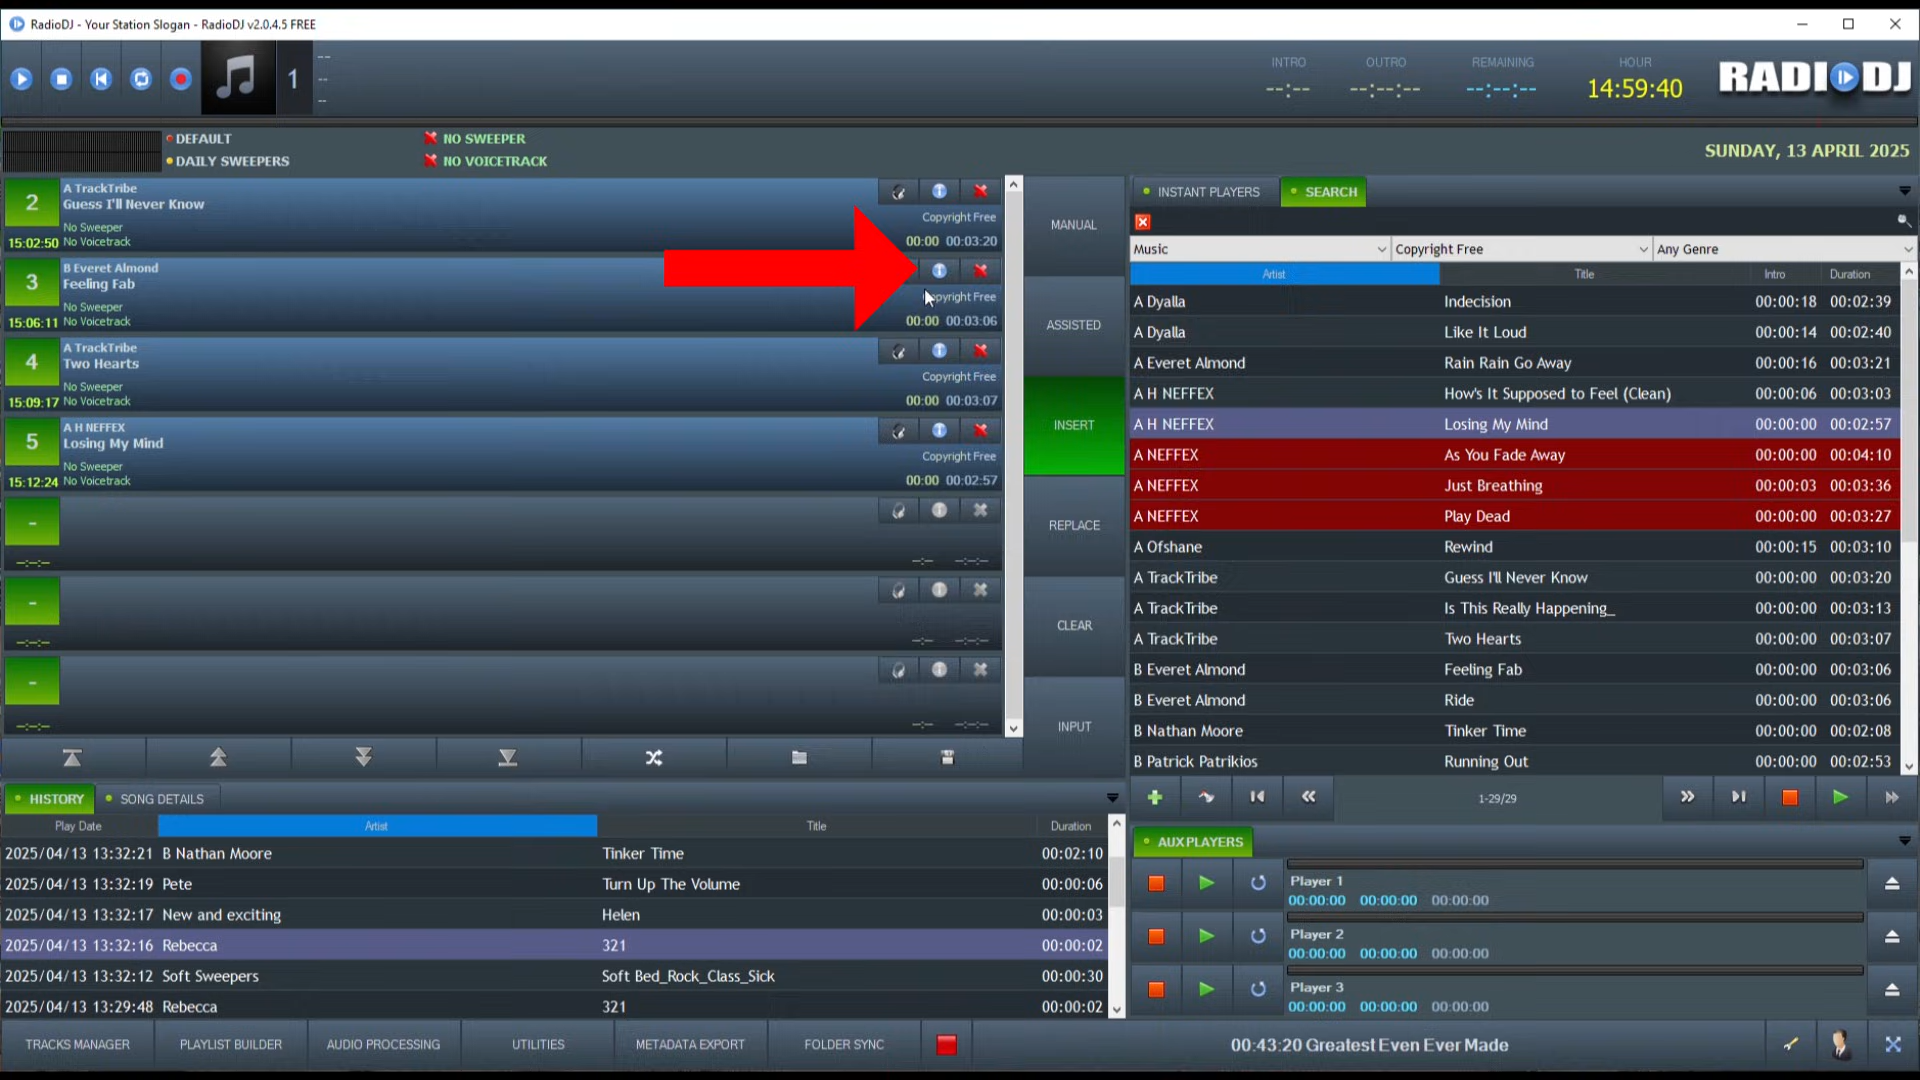 RadioDJ - Your Station Slogan - RadioDJ v2.0.4.5 FREE
1
--
--
--
INTRO
--:--
OUTRO
--:--:--
REMAINING
--:--:--
HOUR
14:59:40
RADIODJ
DEFAULT
DAILY SWEEPERS
NO SWEEPER
NO VOICETRACK
SUNDAY, 13 APRIL 2025
2
A TrackTribe
Guess I'll Never Know
No Sweeper
15:02:50 No Voicetrack
Copyright Free
00:00 00:03:20
3
B Everet Almond
Feeling Fab
No Sweeper
15:06:11 No Voicetrack
00:00 00:03:06
4
A TrackTribe
Two Hearts
No Sweeper
15:09:17 No Voicetrack
Copyright Free
00:00 00:03:07
5
A H NEFFEX
Losing My Mind
No Sweeper
15:12:24 No Voicetrack
Copyright Free
00:00 00:02:57
-
--:--:--
--:-- --:--:--
-
--:--:--
--:-- --:--:--
-
--:--:--
--:-- --:--:--
MANUAL
ASSISTED
INSERT
REPLACE
CLEAR
INPUT
INSTANT PLAYERS
SEARCH
Music
Copyright Free
Any Genre
Artist Title Intro Duration
A Dyalla Indecision 00:00:18 00:02:39
A Dyalla Like It Loud 00:00:14 00:02:40
A Everet Almond Rain Rain Go Away 00:00:16 00:03:21
A H NEFFEX How's It Supposed to Feel (Clean) 00:00:06 00:03:03
A H NEFFEX Losing My Mind 00:00:00 00:02:57
A NEFFEX As You Fade Away 00:00:00 00:04:10
A NEFFEX Just Breathing 00:00:03 00:03:36
A NEFFEX Play Dead 00:00:00 00:03:27
A Ofshane Rewind 00:00:15 00:03:10
A TrackTribe Guess I'll Never Know 00:00:00 00:03:20
A TrackTribe Is This Really Happening_ 00:00:00 00:03:13
A TrackTribe Two Hearts 00:00:00 00:03:07
B Everet Almond Feeling Fab 00:00:00 00:03:06
B Everet Almond Ride 00:00:00 00:03:06
B Nathan Moore Tinker Time 00:00:00 00:02:08
B Patrick Patrikios Running Out 00:00:00 00:02:53
1-29/29
HISTORY
SONG DETAILS
Play Date Artist Title Duration
2025/04/13 13:32:21 B Nathan Moore Tinker Time 00:02:10
2025/04/13 13:32:19 Pete Turn Up The Volume 00:00:06
2025/04/13 13:32:17 New and exciting Helen 00:00:03
2025/04/13 13:32:16 Rebecca 321 00:00:02
2025/04/13 13:32:12 Soft Sweepers Soft Bed_Rock_Class_Sick 00:00:30
2025/04/13 13:29:48 Rebecca 321 00:00:02
AUX PLAYERS
Player 1
00:00:00 00:00:00 00:00:00
Player 2
00:00:00 00:00:00 00:00:00
Player 3
00:00:00 00:00:00 00:00:00
TRACKS MANAGER
PLAYLIST BUILDER
AUDIO PROCESSING
UTILITIES
METADATA EXPORT
FOLDER SYNC
00:43:20 Greatest Even Ever Made